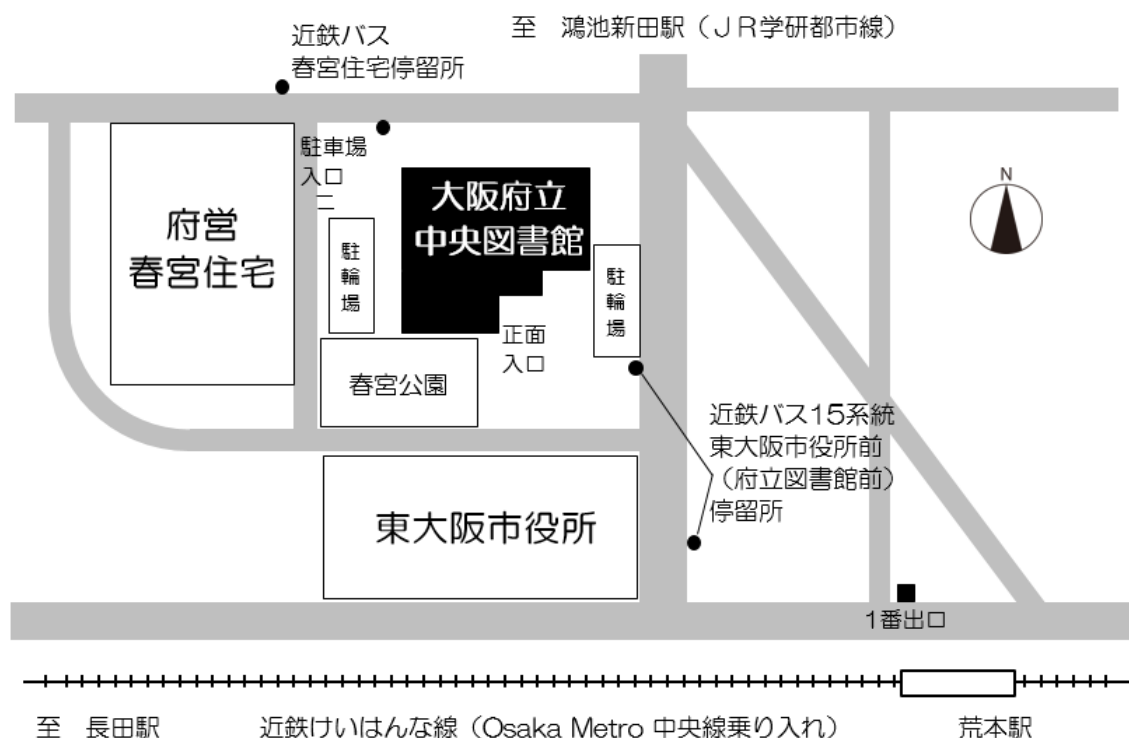 至　鴻池新田駅（ＪＲ学研都市線）
近鉄バス
春宮住宅停留所
N
駐車場
入口
府営
春宮住宅
大阪府立
中央図書館
駐輪場
駐輪場
正面
入口
春宮公園
近鉄バス15系統
東大阪市役所前
（府立図書館前）
停留所
東大阪市役所
1番出口
至　長田駅
近鉄けいはんな線（Osaka Metro 中央線乗り入れ）
荒本駅